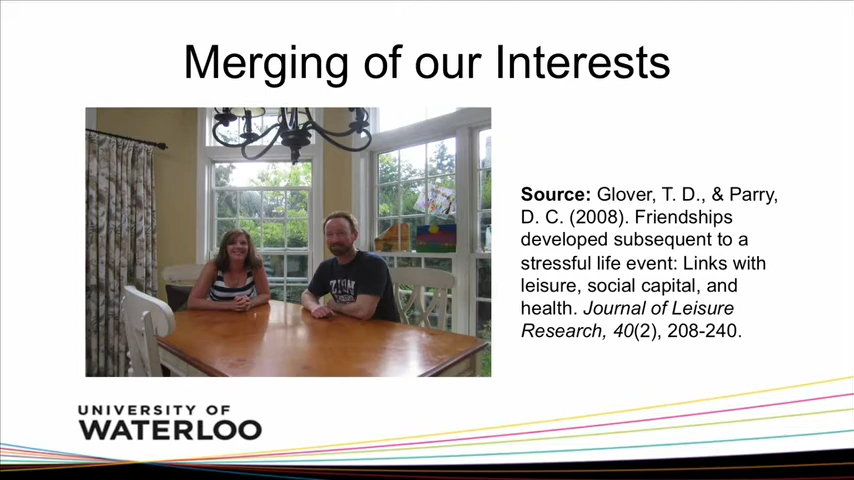 Merging of our Interests
Source: Glover, T. D., & Parry,
D. C. (2008). Friendships
developed subsequent to a
stressful life event: Links with
leisure, social capital, and
health. Journal of Leisure
Research, 40(2), 208-240.
UNIVERSITY OF
WATERLOO